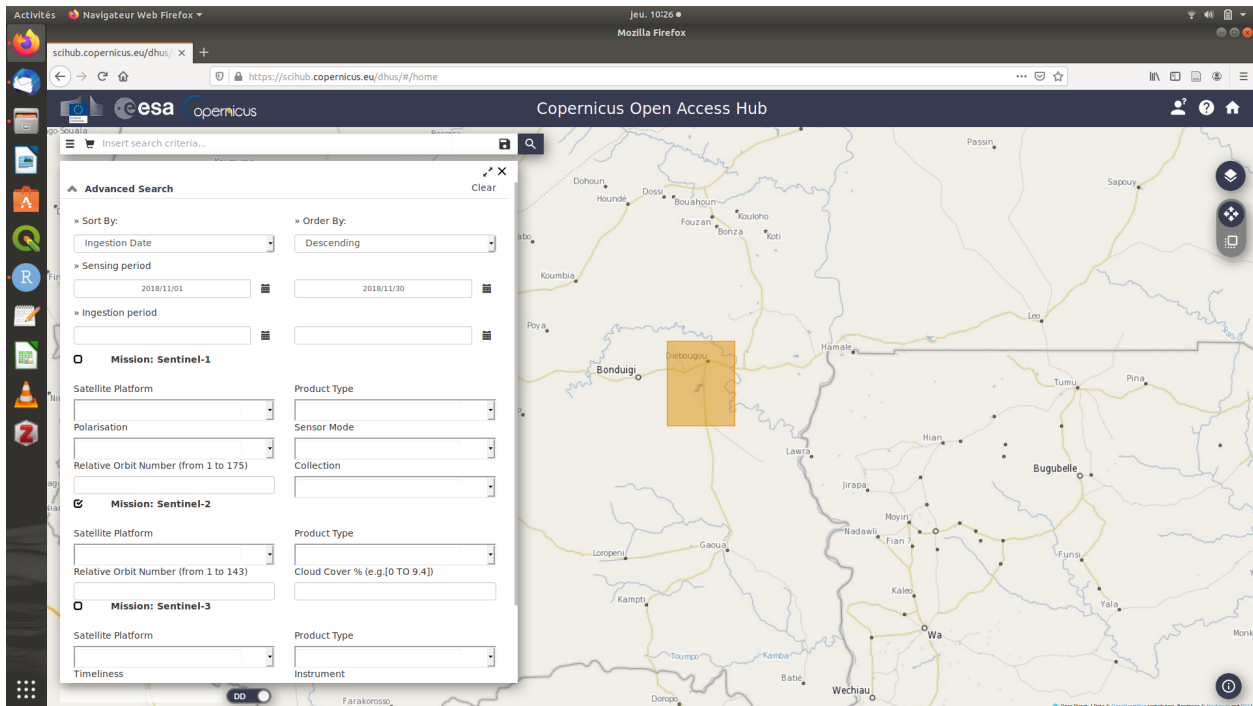 Activités Navigateur Web Firefox jeu. 10:26
Mozilla Firefox
scihub.copernicus.eu/dhus/
https://scihub.copernicus.eu/dhus/#/home
esa opernicus Copernicus Open Access Hub
Insert search criteria...
Advanced Search Clear
» Sort By: » Order By:
Ingestion Date Descending
» Sensing period
2018/11/01 2018/11/30
» Ingestion period
Mission: Sentinel-1
Satellite Platform Product Type
Polarisation Sensor Mode
Relative Orbit Number (from 1 to 175) Collection
Mission: Sentinel-2
Satellite Platform Product Type
Relative Orbit Number (from 1 to 143) Cloud Cover % (e.g.[0 TO 9.4])
Mission: Sentinel-3
Satellite Platform Product Type
Timeliness Instrument
DD
Passin
Dohoun
Houndé
Dossi
Bouahoun
Sapouy
Fouzan
Kouloho
Bonza
Koti
Koumbia
Poya
Leo
Hamale
Diebougou
Bonduigi
Tumu
Pina
Hian
Lawra
Bugubelle
Jirapa
Moyiri
Nadawli
Fian ?
Gaoua
Loropeni
Funsi
Kaleo
Kampti
Yala
Wa
Toumpo
Kamba
Batié
Wechiau
Doropo
Farakorosso